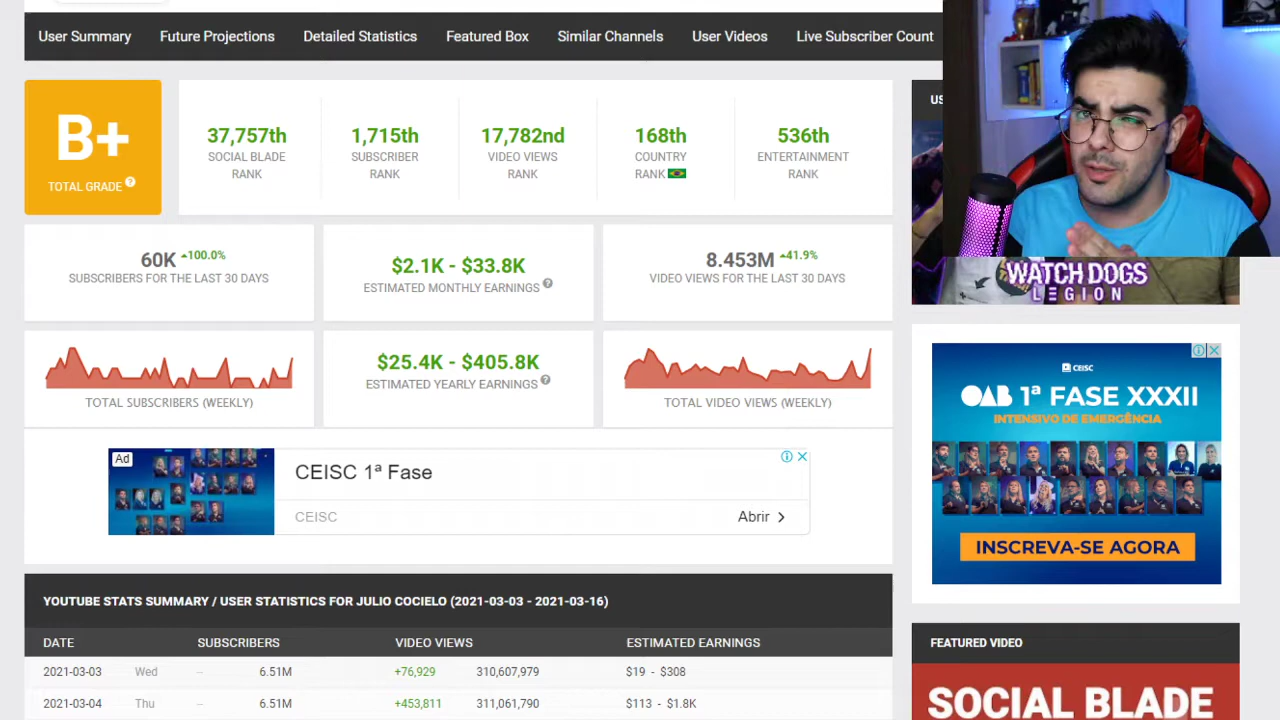 User Summary Future Projections Detailed Statistics Featured Box Similar Channels User Videos Live Subscriber Count
B+
TOTAL GRADE ?
37,757th
SOCIAL BLADE
RANK
1,715th
SUBSCRIBER
RANK
17,782nd
VIDEO VIEWS
RANK
168th
COUNTRY
RANK
536th
ENTERTAINMENT
RANK
US
WATCH DOGS
LEGION
60K 100.0%
SUBSCRIBERS FOR THE LAST 30 DAYS
$2.1K - $33.8K
ESTIMATED MONTHLY EARNINGS ?
8.453M 41.9%
VIDEO VIEWS FOR THE LAST 30 DAYS
TOTAL SUBSCRIBERS (WEEKLY)
$25.4K - $405.8K
ESTIMATED YEARLY EARNINGS ?
TOTAL VIDEO VIEWS (WEEKLY)
Ad
CEISC 1ª Fase
CEISC
Abrir
CEISC
OAB 1ª FASE XXXII
INTENSIVO DE EMERGÊNCIA
INSCREVA-SE AGORA
YOUTUBE STATS SUMMARY / USER STATISTICS FOR JULIO COCIELO (2021-03-03 - 2021-03-16)
DATE SUBSCRIBERS VIDEO VIEWS ESTIMATED EARNINGS
2021-03-03 Wed -- 6.51M +76,929 310,607,979 $19 - $308
2021-03-04 Thu -- 6.51M +453,811 311,061,790 $113 - $1.8K
FEATURED VIDEO
SOCIAL BLADE